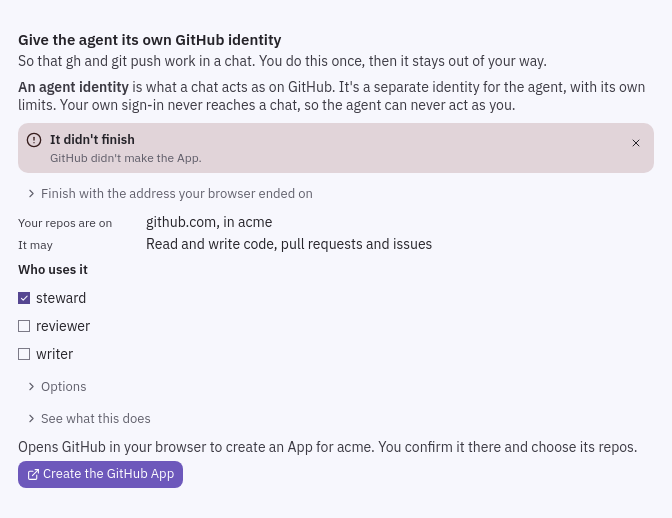 Give the agent its own GitHub identity
So that gh and git push work in a chat. You do this once, then it stays out of your way.
An agent identity is what a chat acts as on GitHub. It's a separate identity for the agent, with its own
limits. Your own sign-in never reaches a chat, so the agent can never act as you.
It didn't finish
GitHub didn't make the App.
Finish with the address your browser ended on
Your repos are on github.com, in acme
It may Read and write code, pull requests and issues
Who uses it
steward
reviewer
writer
Options
See what this does
Opens GitHub in your browser to create an App for acme. You confirm it there and choose its repos.
Create the GitHub App